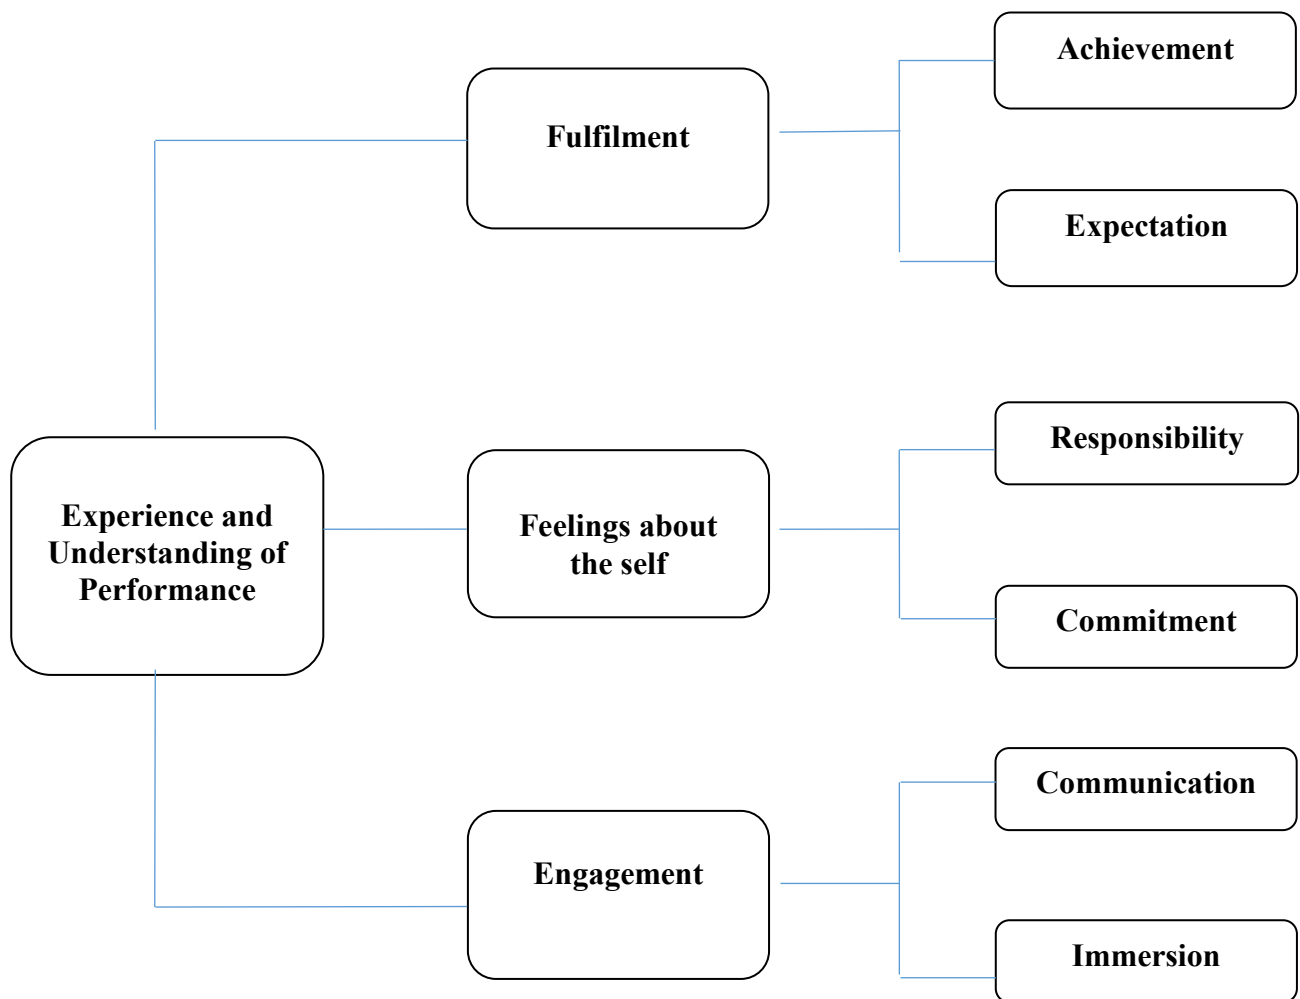 Achievement
Fulfilment
Expectation
Responsibility
Experience and
Understanding of
Performance
Feelings about
the self
Commitment
Communication
Engagement
Immersion